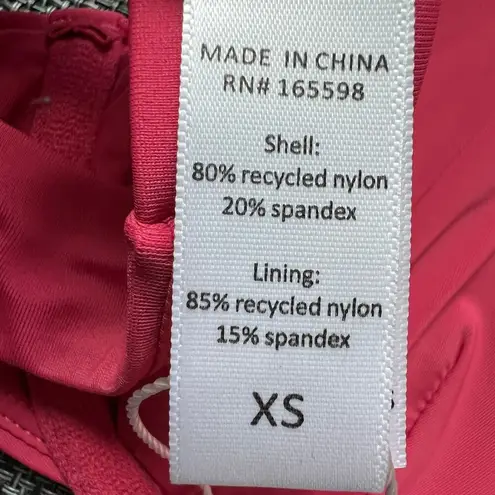 MADE IN CHINA
RN# 165598
Shell:
80% recycled nylon
20% spandex
Lining:
85% recycled nylon
15% spandex
XS